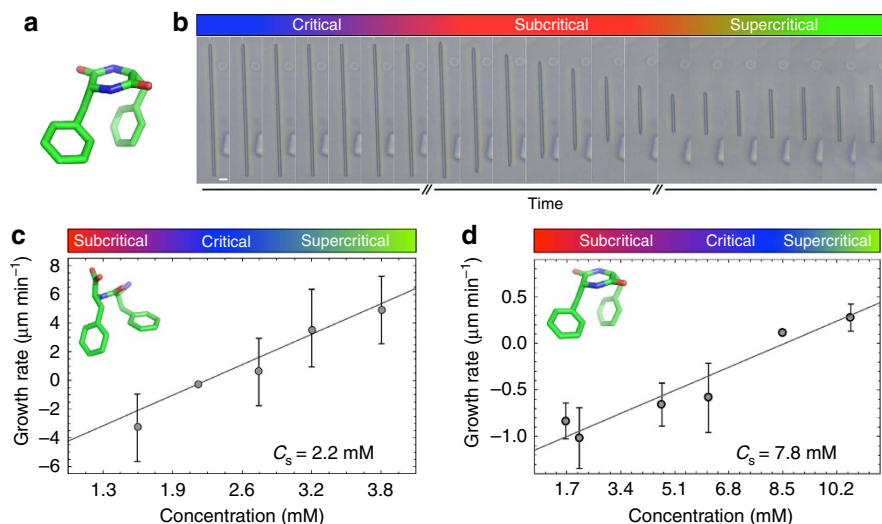 a
b
Critical Subcritical Supercritical
Time
c
Subcritical Critical Supercritical
Growth rate (µm min⁻¹)
8
6
4
2
0
−2
−4
−6
Cs = 2.2 mM
1.3 1.9 2.6 3.2 3.8
Concentration (mM)
d
Subcritical Critical Supercritical
Growth rate (µm min⁻¹)
0.5
0.0
−0.5
−1.0
Cs = 7.8 mM
1.7 3.4 5.1 6.8 8.5 10.2
Concentration (mM)